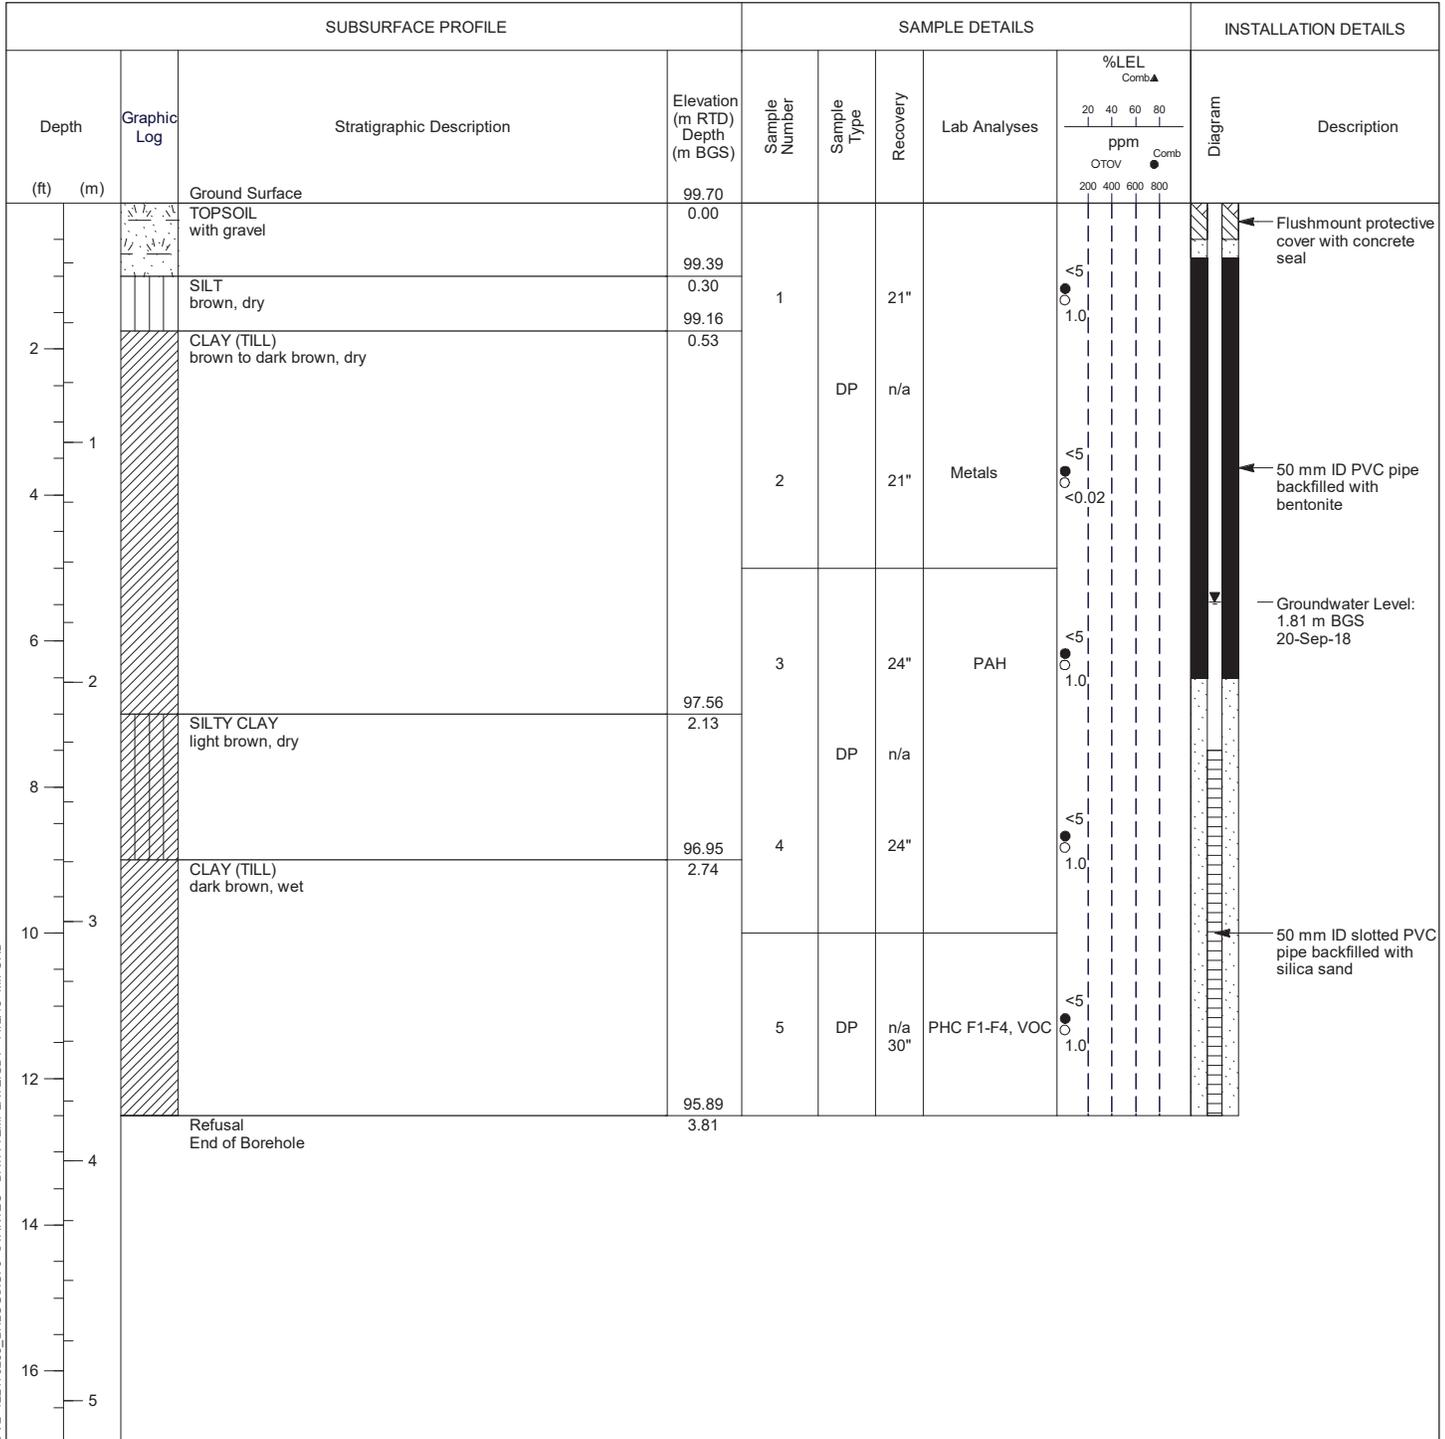 SUBSURFACE PROFILE
SAMPLE DETAILS
INSTALLATION DETAILS
Depth
(ft) (m)
Graphic
Log
Stratigraphic Description
Elevation
(m RTD)
Depth
(m BGS)
Sample
Number
Sample
Type
Recovery
Lab Analyses
%LEL
Comb▲
20 40 60 80
ppm
OTOV
● Comb
200 400 600 800
Diagram
Description
Ground Surface
99.70
TOPSOIL
with gravel
0.00
99.39
SILT
brown, dry
0.30
99.16
CLAY (TILL)
brown to dark brown, dry
0.53
97.56
SILTY CLAY
light brown, dry
2.13
96.95
CLAY (TILL)
dark brown, wet
2.74
95.89
Refusal
End of Borehole
3.81
2
1
4
6
2
8
3
10
12
4
14
16
5
1
21"
<5
1.0
DP
n/a
2
21"
Metals
<5
<0.02
3
24"
PAH
<5
1.0
DP
n/a
4
24"
<5
1.0
5
DP
n/a
30"
PHC F1-F4, VOC
<5
1.0
Flushmount protective
cover with concrete
seal
50 mm ID PVC pipe
backfilled with
bentonite
Groundwater Level:
1.81 m BGS
20-Sep-18
50 mm ID slotted PVC
pipe backfilled with
silica sand